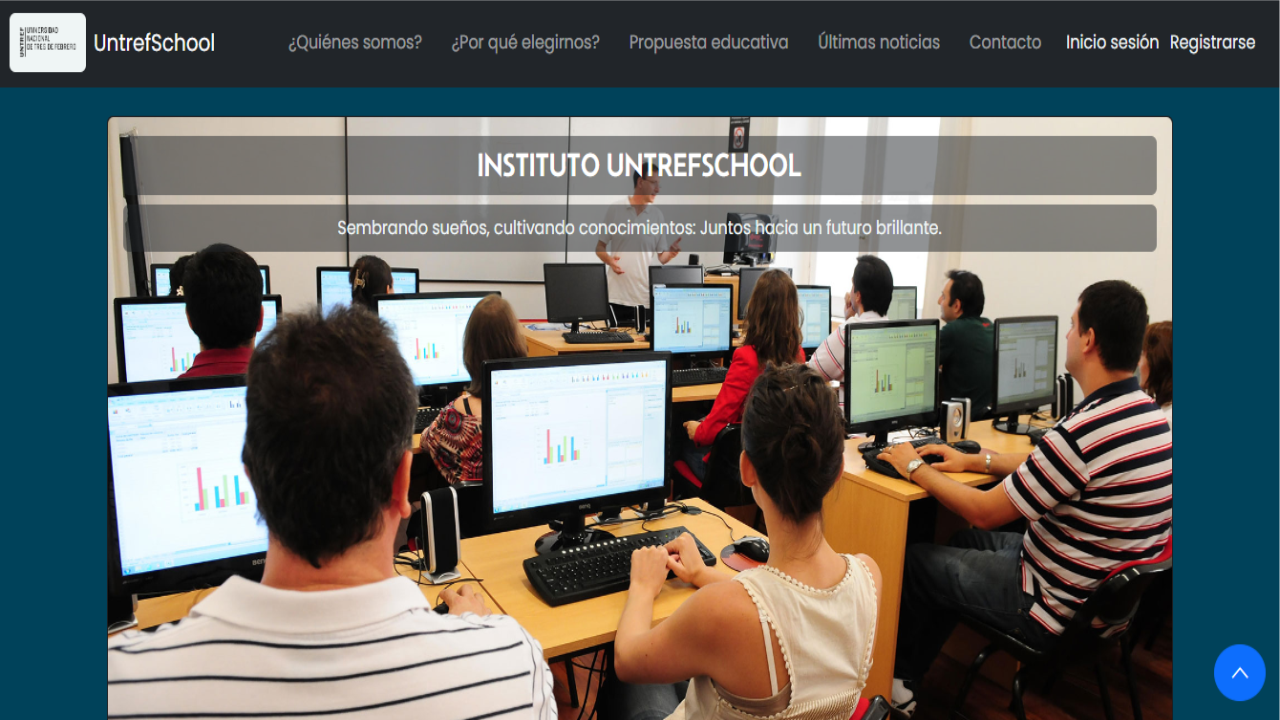 UNTREF
UNIVERSIDAD
NACIONAL
DE TRES DE FEBRERO
UntrefSchool
¿Quiénes somos?
¿Por qué elegirnos?
Propuesta educativa
Últimas noticias
Contacto
Inicio sesión
Registrarse
INSTITUTO UNTREFSCHOOL
Sembrando sueños, cultivando conocimientos: Juntos hacia un futuro brillante.